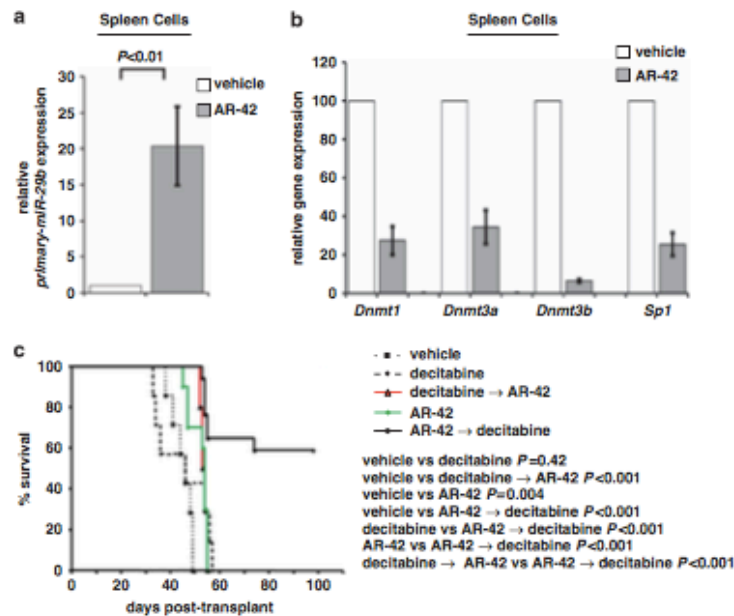 a
Spleen Cells
P<0.01
vehicle
AR-42
relative
primary-miR-29b expression
30
25
20
15
10
5
0
b
Spleen Cells
vehicle
AR-42
relative gene expression
120
100
80
60
40
20
0
Dnmt1 Dnmt3a Dnmt3b Sp1
c
% survival
100
80
60
40
20
0
0 20 40 60 80 100
days post-transplant
vehicle
decitabine
decitabine → AR-42
AR-42
AR-42 → decitabine
vehicle vs decitabine P=0.42
vehicle vs decitabine → AR-42 P<0.001
vehicle vs AR-42 P=0.004
vehicle vs AR-42 → decitabine P<0.001
decitabine vs AR-42 → decitabine P<0.001
AR-42 vs AR-42 → decitabine P<0.001
decitabine → AR-42 vs AR-42 → decitabine P<0.001